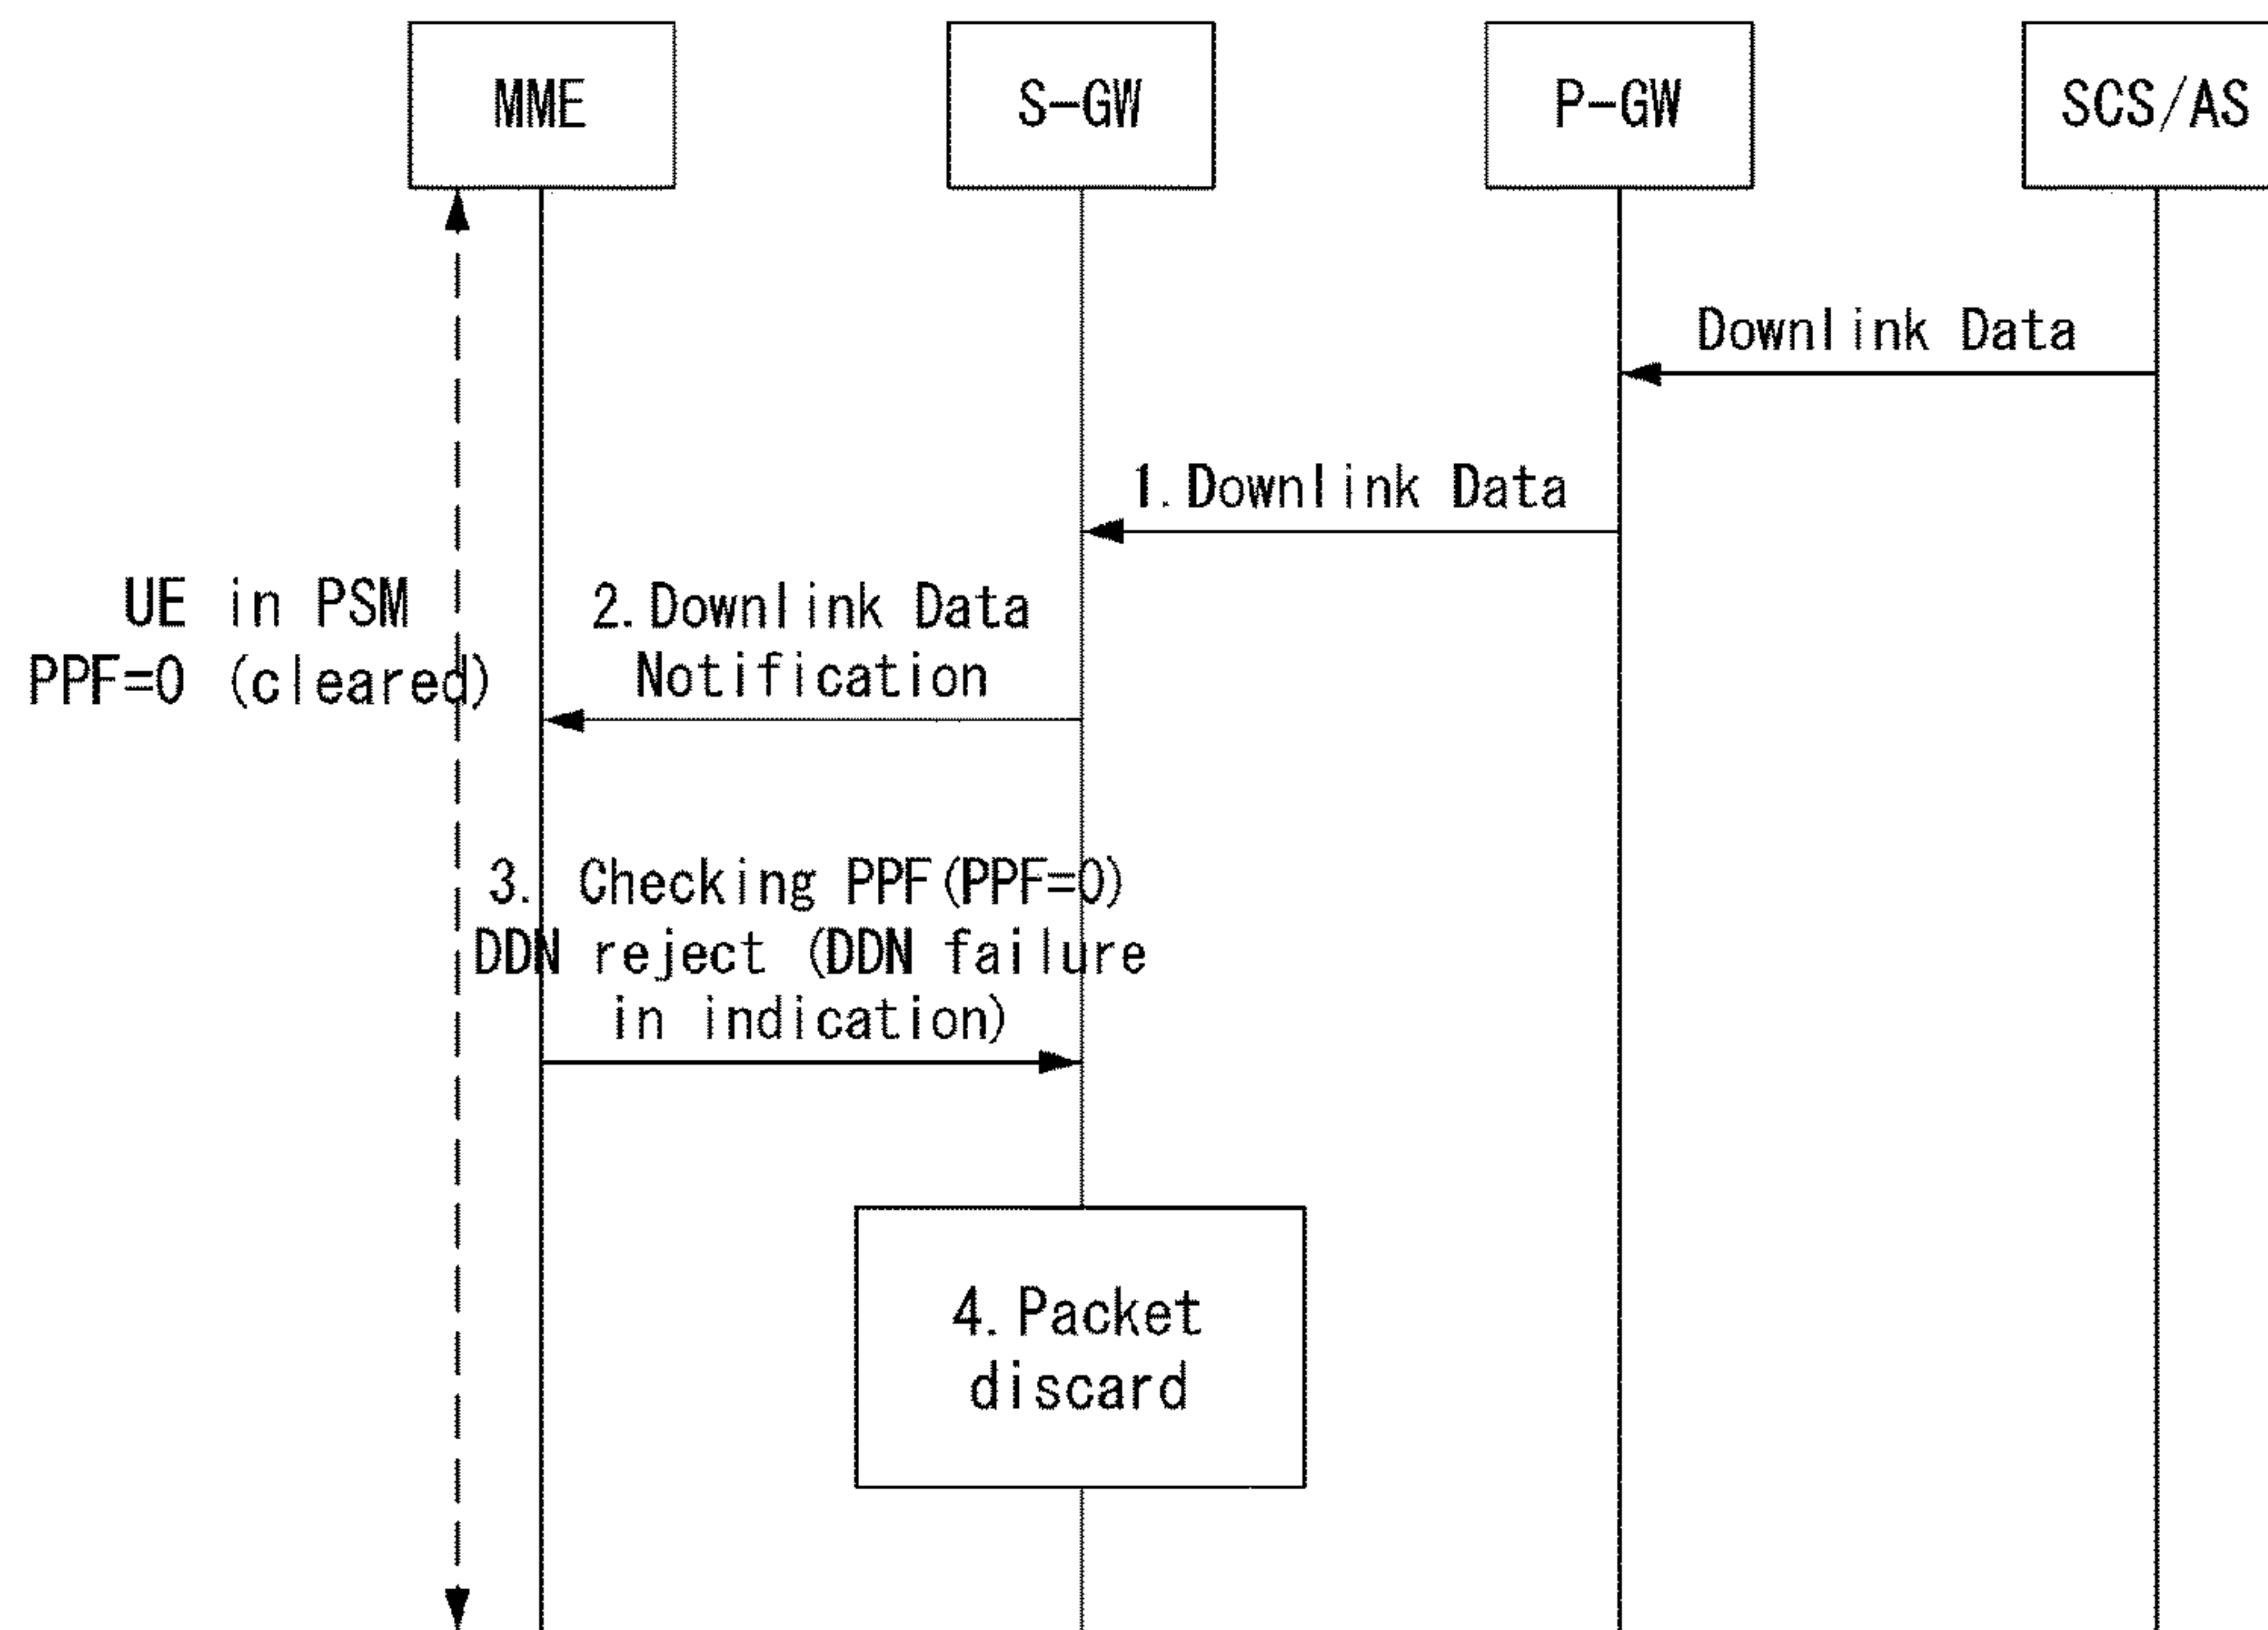 MME
S-GW
P-GW
SCS/AS
Downlink Data
1. Downlink Data
UE in PSM
PPF=0 (cleared)
2. Downlink Data
Notification
3. Checking PPF(PPF=0)
DDN reject (DDN failure
in indication)
4. Packet
discard